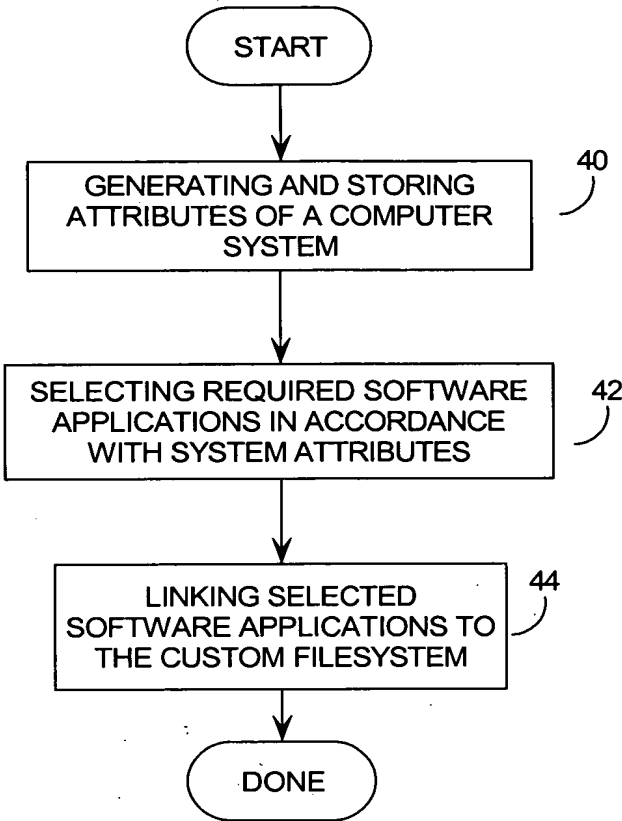 START
GENERATING AND STORING
ATTRIBUTES OF A COMPUTER
SYSTEM
40
SELECTING REQUIRED SOFTWARE
APPLICATIONS IN ACCORDANCE
WITH SYSTEM ATTRIBUTES
42
LINKING SELECTED
SOFTWARE APPLICATIONS TO
THE CUSTOM FILESYSTEM
44
DONE